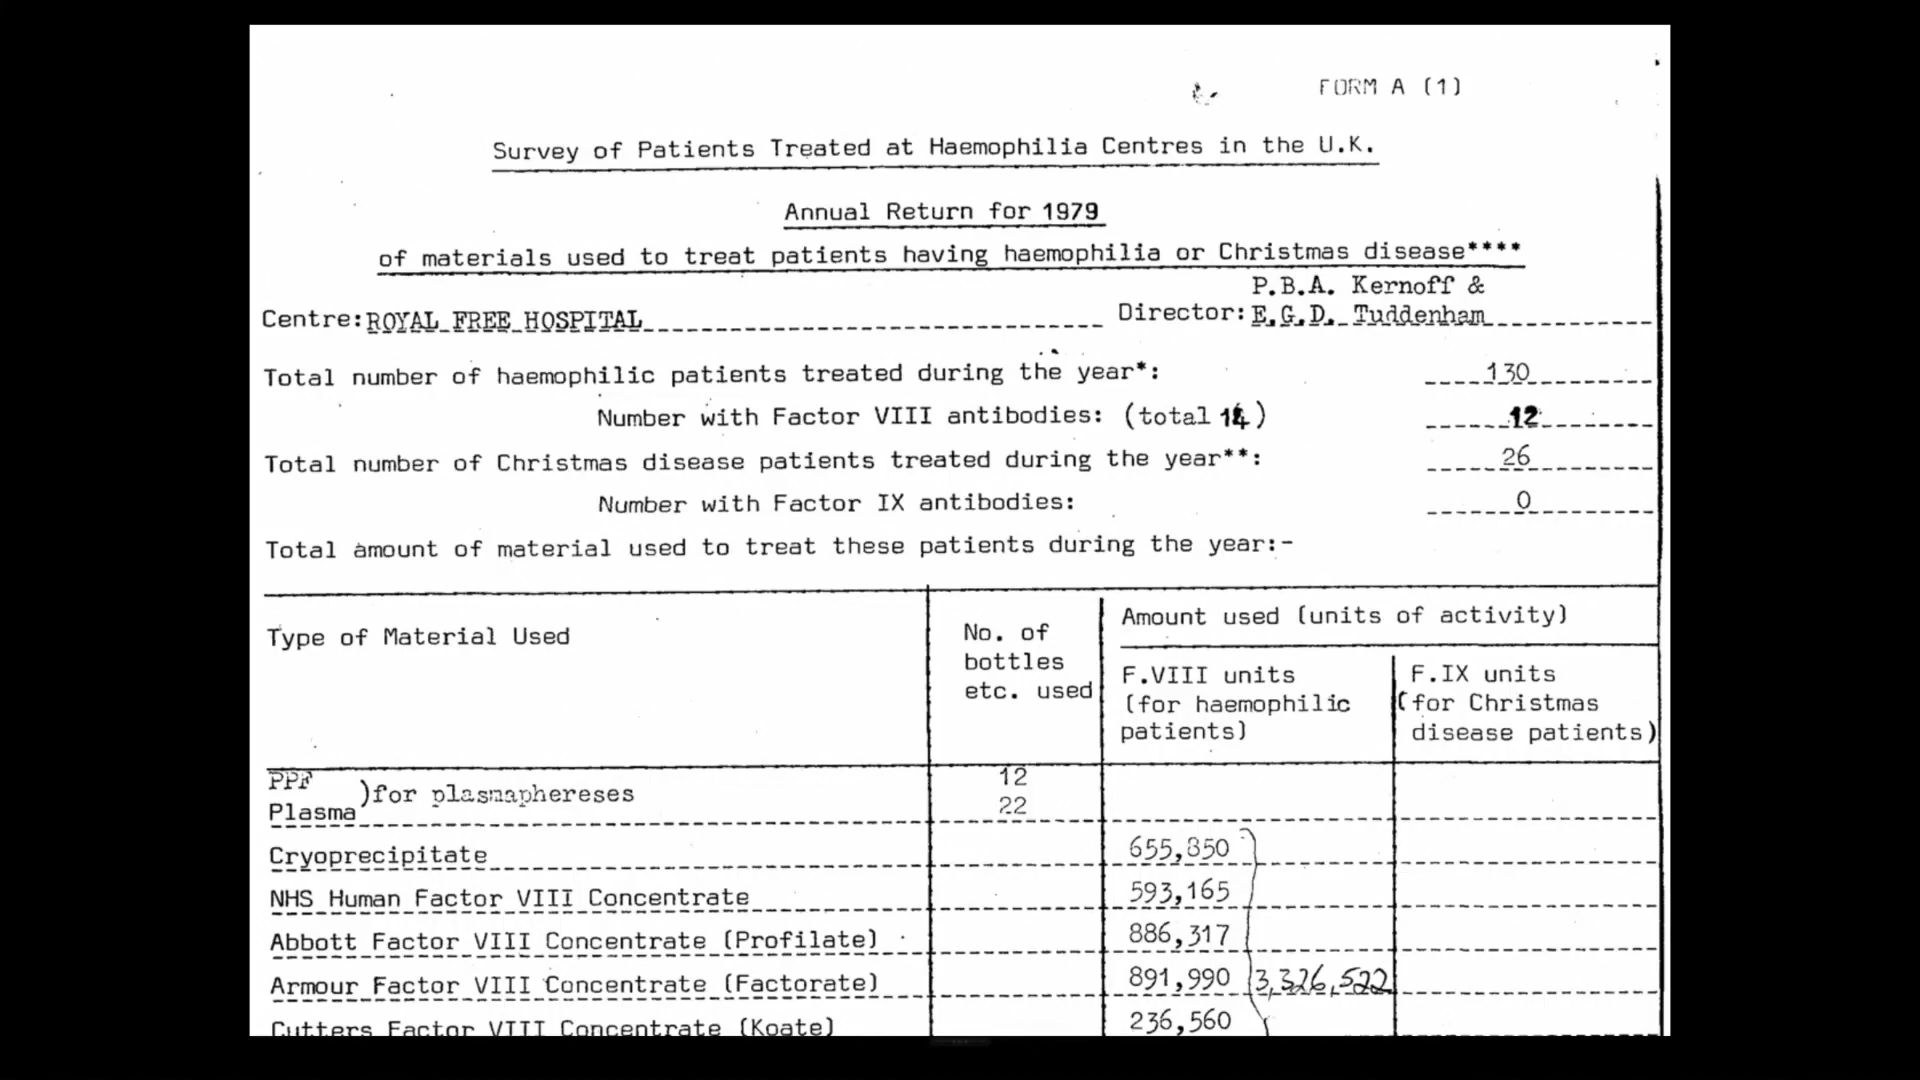 FORM A (1)
Survey of Patients Treated at Haemophilia Centres in the U.K.
Annual Return for 1979
of materials used to treat patients having haemophilia or Christmas disease****
P.B.A. Kernoff &
Centre: ROYAL FREE HOSPITAL Director: E.G.D. Tuddenham
Total number of haemophilic patients treated during the year*: 130
Number with Factor VIII antibodies: (total 14) 12
Total number of Christmas disease patients treated during the year**: 26
Number with Factor IX antibodies: 0
Total amount of material used to treat these patients during the year:-
Type of Material Used
No. of
bottles
etc. used
Amount used (units of activity)
F.VIII units
(for haemophilic
patients)
F.IX units
(for Christmas
disease patients)
PPF 12
)for plasmaphereses
Plasma 22
Cryoprecipitate 655,850
NHS Human Factor VIII Concentrate 593,165
Abbott Factor VIII Concentrate (Profilate) 886,317
Armour Factor VIII Concentrate (Factorate) 891,990 3,326,522
Cutters Factor VIII Concentrate (Koate) 236,560